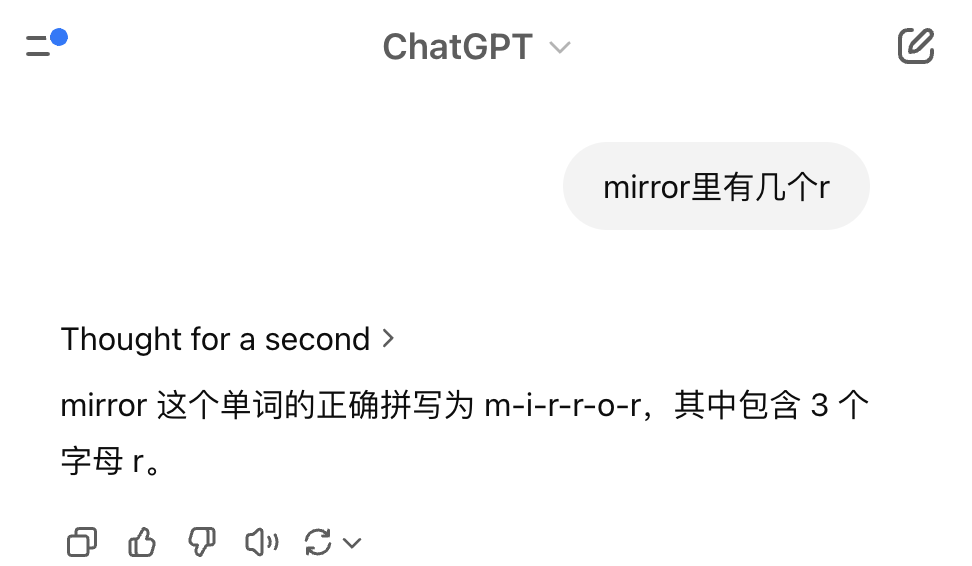 ChatGPT
mirror里有几个r
Thought for a second
mirror 这个单词的正确拼写为 m-i-r-r-o-r，其中包含 3 个
字母 r。